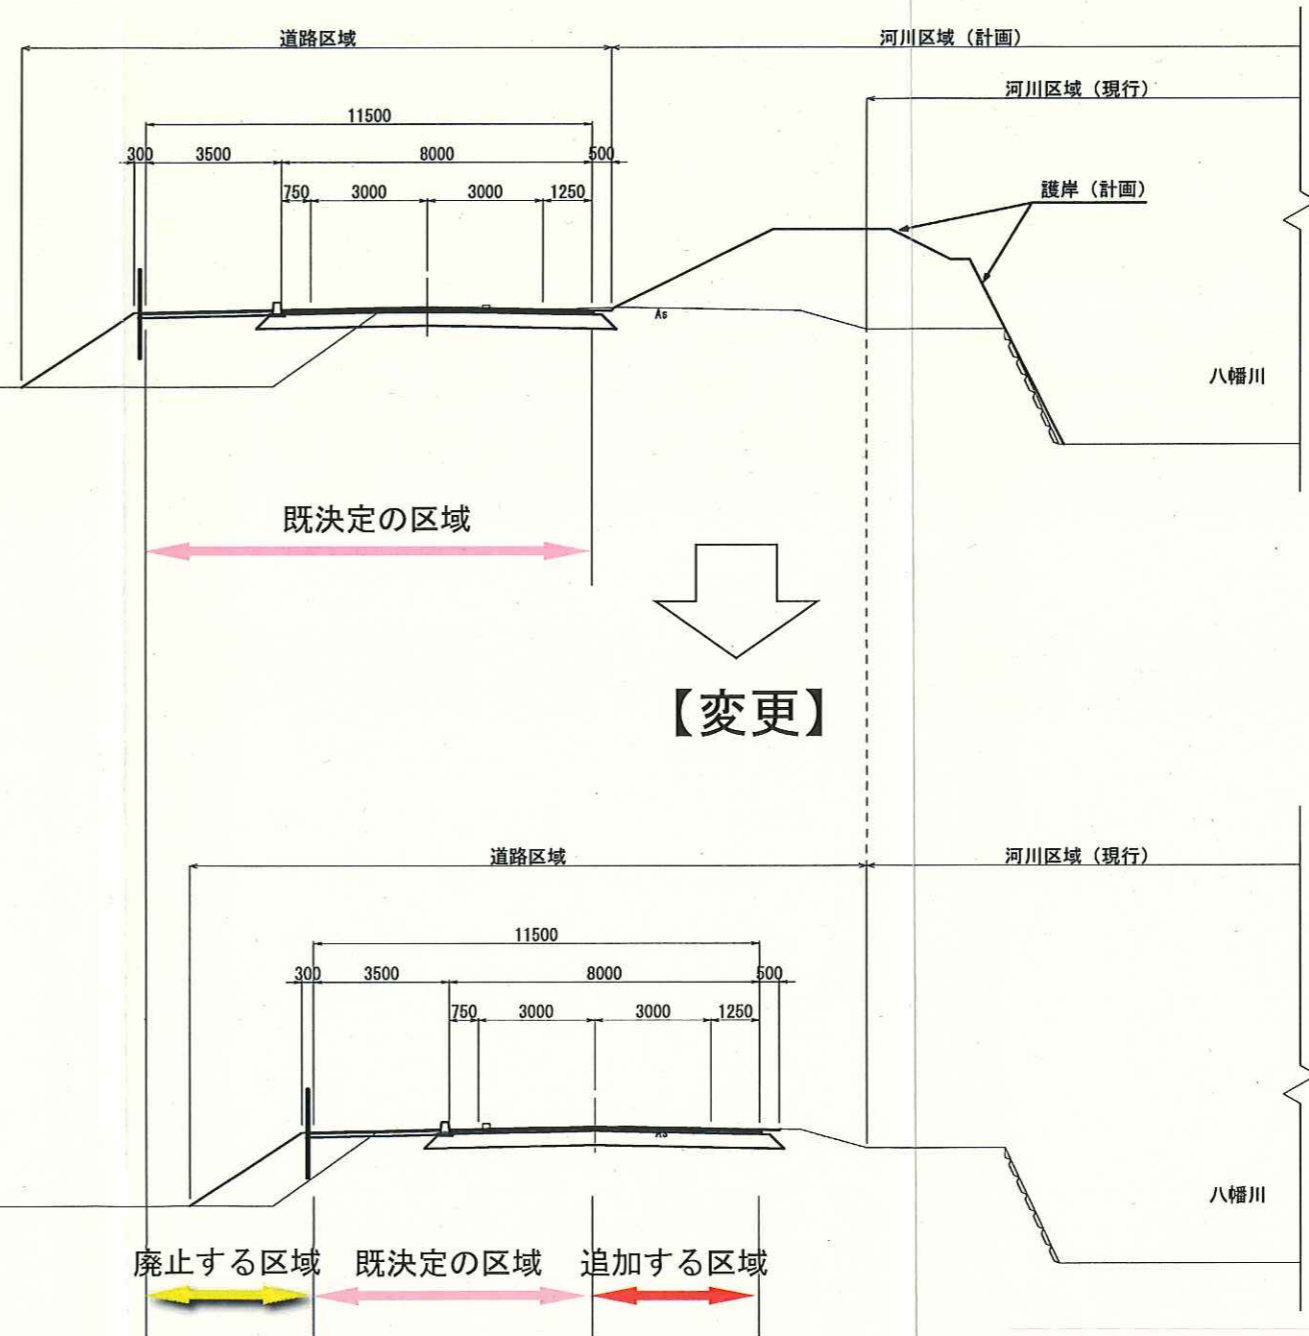 道路区域
河川区域（計画）
河川区域（現行）
11500
300
3500
8000
500
750
3000
3000
1250
護岸（計画）
As
八幡川
既決定の区域
【変更】
道路区域
河川区域（現行）
11500
300
3500
8000
500
750
3000
3000
1250
As
八幡川
廃止する区域
既決定の区域
追加する区域